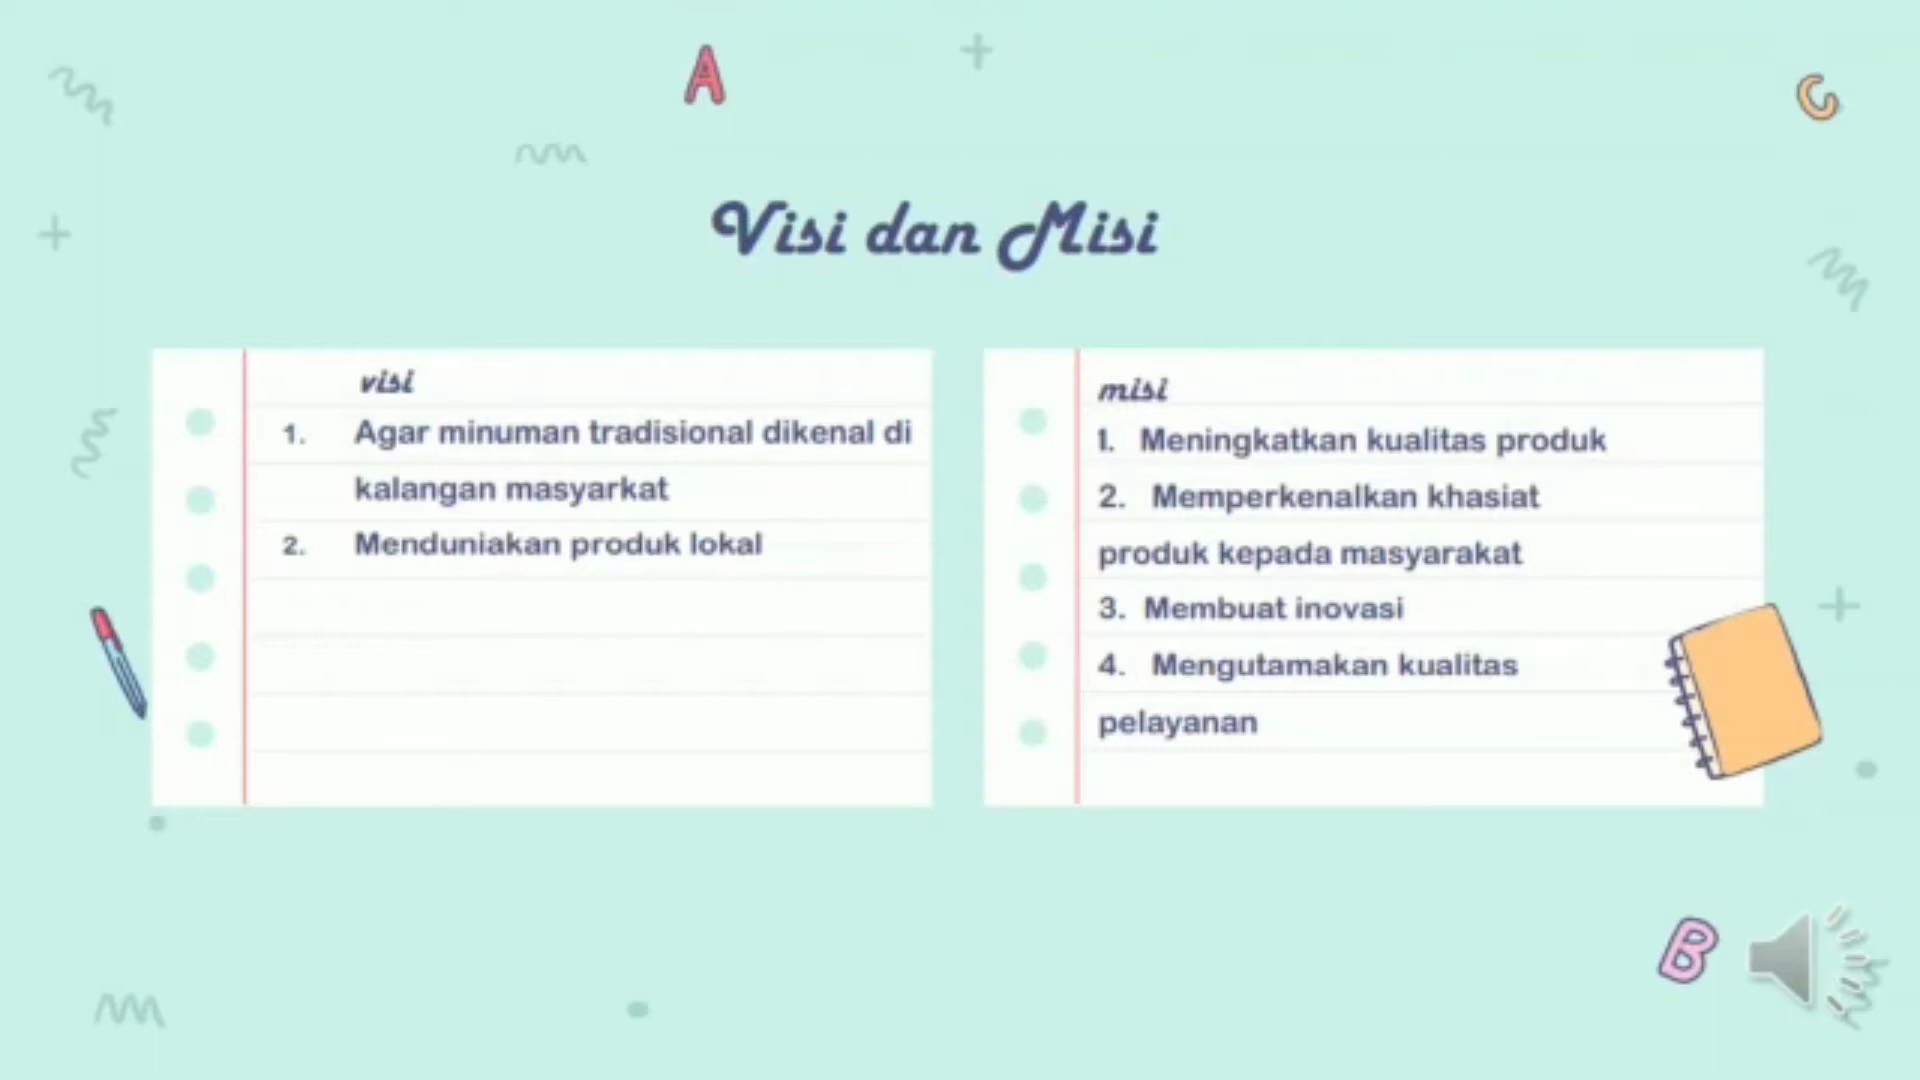 A
C
Visi dan Misi
visi
1. Agar minuman tradisional dikenal di
kalangan masyarkat
2. Menduniakan produk lokal
misi
1. Meningkatkan kualitas produk
2. Memperkenalkan khasiat
produk kepada masyarakat
3. Membuat inovasi
4. Mengutamakan kualitas
pelayanan
B